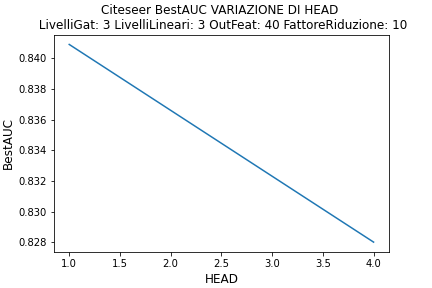 Citeseer BestAUC VARIAZIONE DI HEAD
LivelliGat: 3 LivelliLineari: 3 OutFeat: 40 FattoreRiduzione: 10
0.840
0.838
0.836
0.834
0.832
0.830
0.828
BestAUC
1.0 1.5 2.0 2.5 3.0 3.5 4.0
HEAD